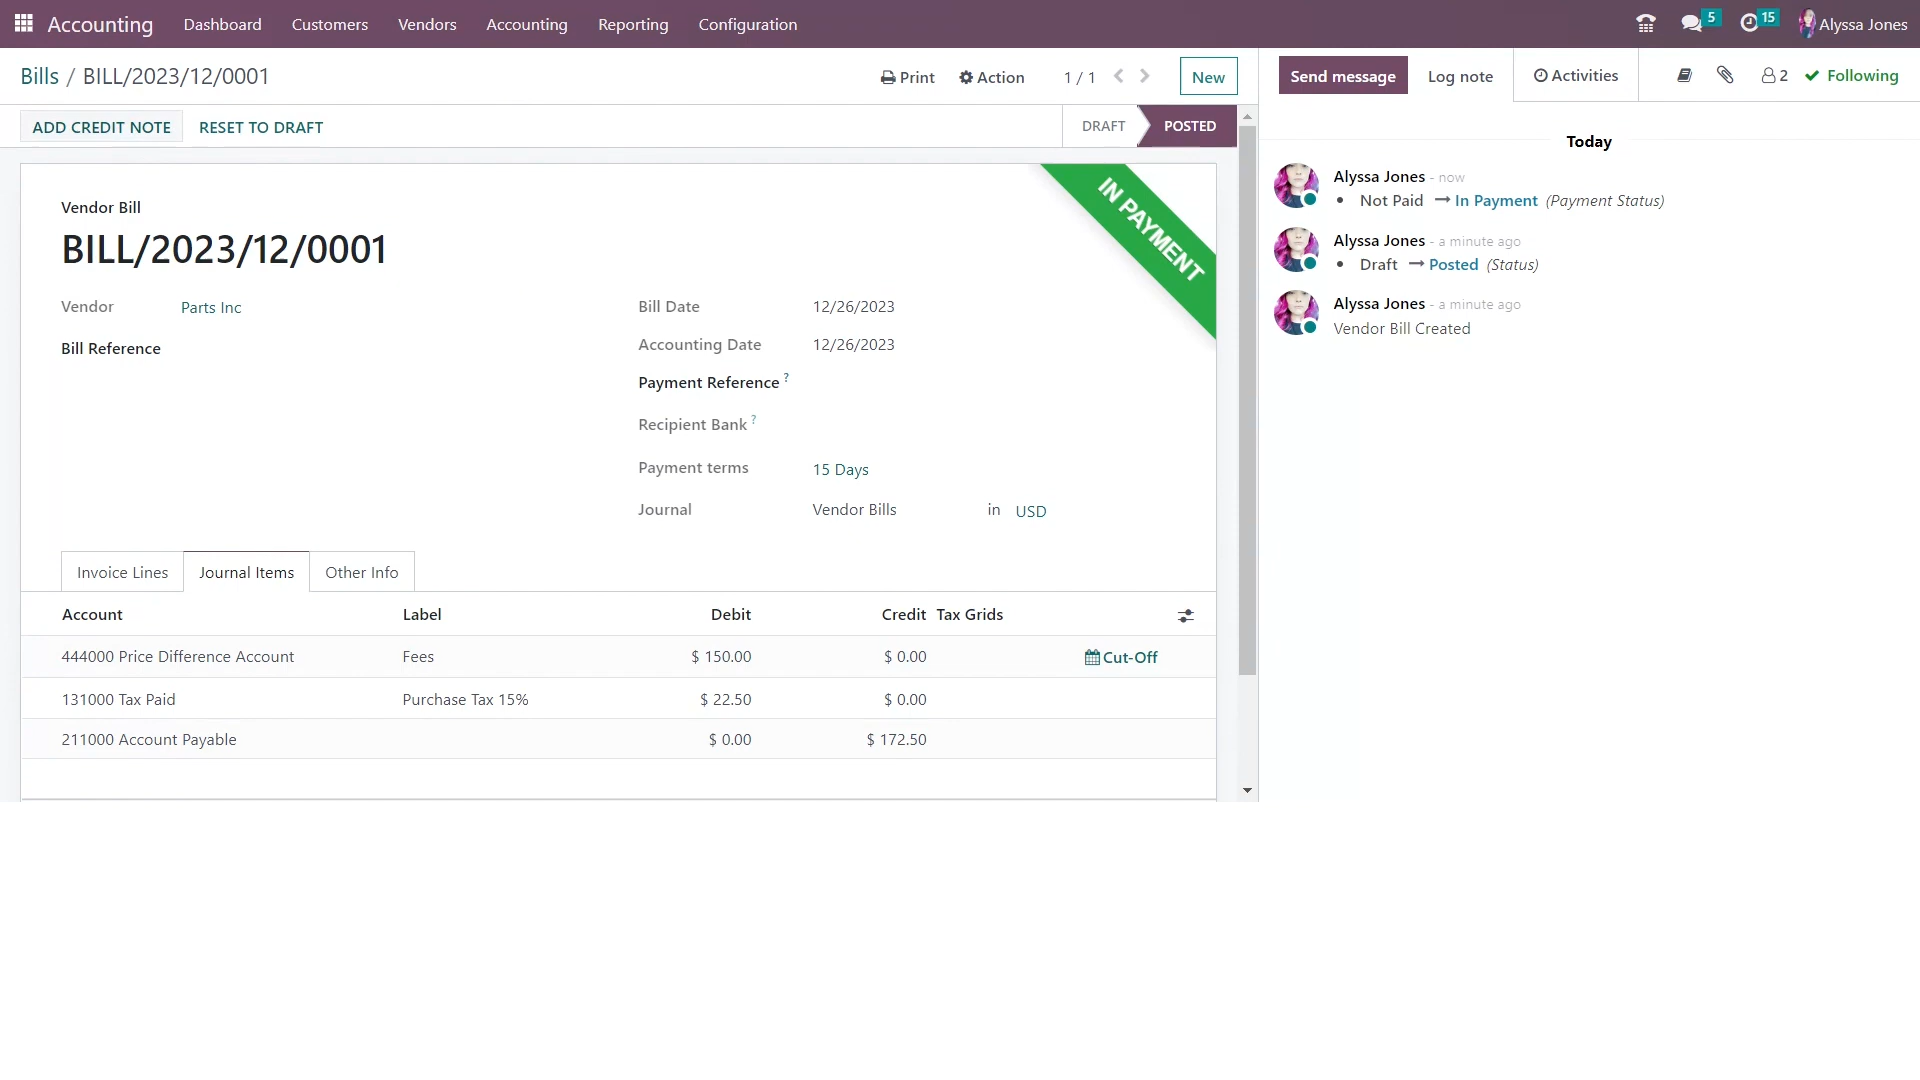 Accounting Dashboard Customers Vendors Accounting Reporting Configuration 5 15 Alyssa Jones
Bills / BILL/2023/12/0001 Print Action 1 / 1 New
Send message Log note Activities 2 Following
ADD CREDIT NOTE RESET TO DRAFT DRAFT POSTED
Vendor Bill
IN PAYMENT
BILL/2023/12/0001
Vendor Parts Inc
Bill Reference
Bill Date 12/26/2023
Accounting Date 12/26/2023
Payment Reference ?
Recipient Bank ?
Payment terms 15 Days
Journal Vendor Bills in USD
Invoice Lines Journal Items Other Info
Account Label Debit Credit Tax Grids
444000 Price Difference Account Fees $ 150.00 $ 0.00 Cut-Off
131000 Tax Paid Purchase Tax 15% $ 22.50 $ 0.00
211000 Account Payable $ 0.00 $ 172.50
Today
Alyssa Jones - now
• Not Paid → In Payment (Payment Status)
Alyssa Jones - a minute ago
• Draft → Posted (Status)
Alyssa Jones - a minute ago
Vendor Bill Created